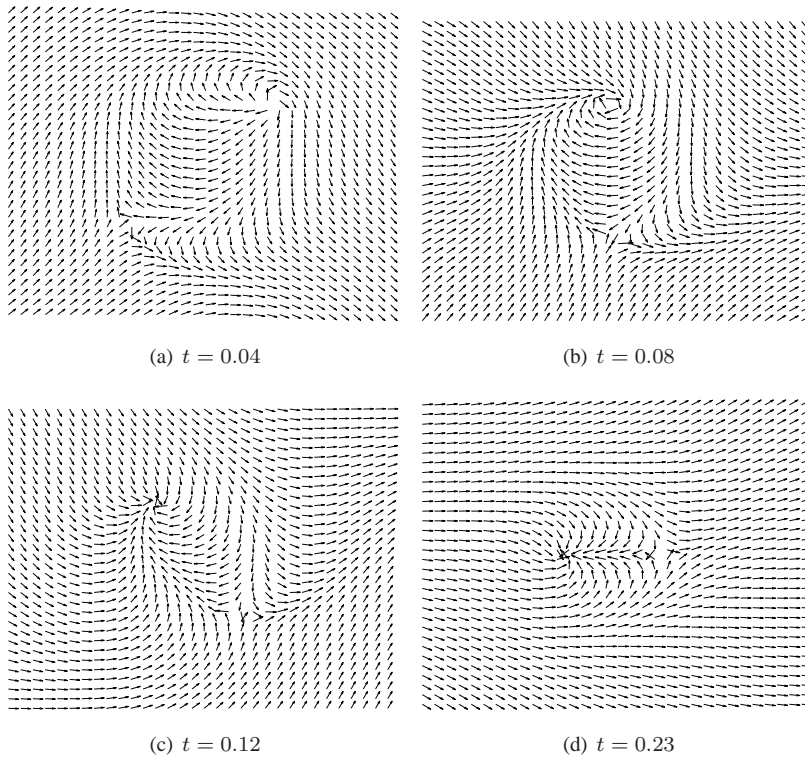 (a) t = 0.04
(b) t = 0.08
(c) t = 0.12
(d) t = 0.23